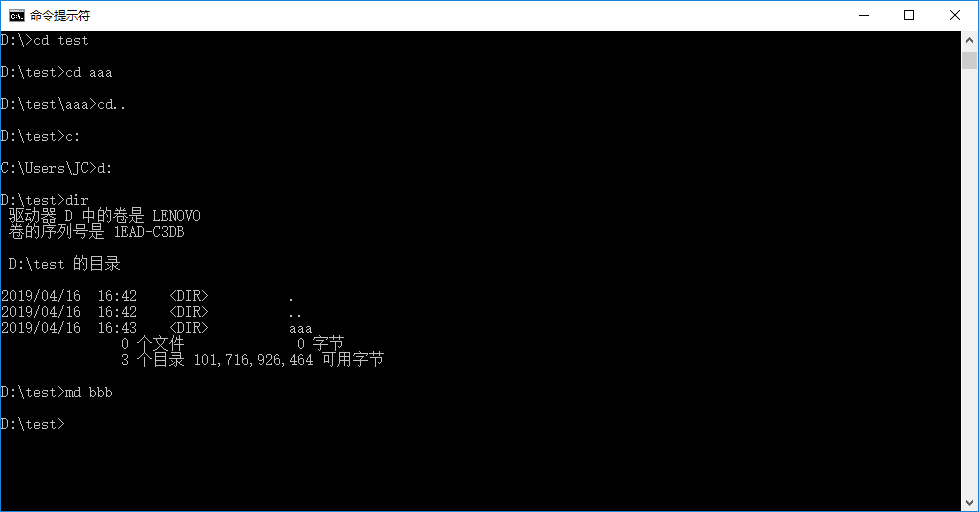 命令提示符
D:\>cd test
D:\test>cd aaa
D:\test\aaa>cd..
D:\test>c:
C:\Users\JC>d:
D:\test>dir
驱动器 D 中的卷是 LENOVO
卷的序列号是 1EAD-C3DB
D:\test 的目录
2019/04/16  16:42    <DIR>          .
2019/04/16  16:42    <DIR>          ..
2019/04/16  16:43    <DIR>          aaa
0 个文件              0 字节
3 个目录 101,716,926,464 可用字节
D:\test>md bbb
D:\test>